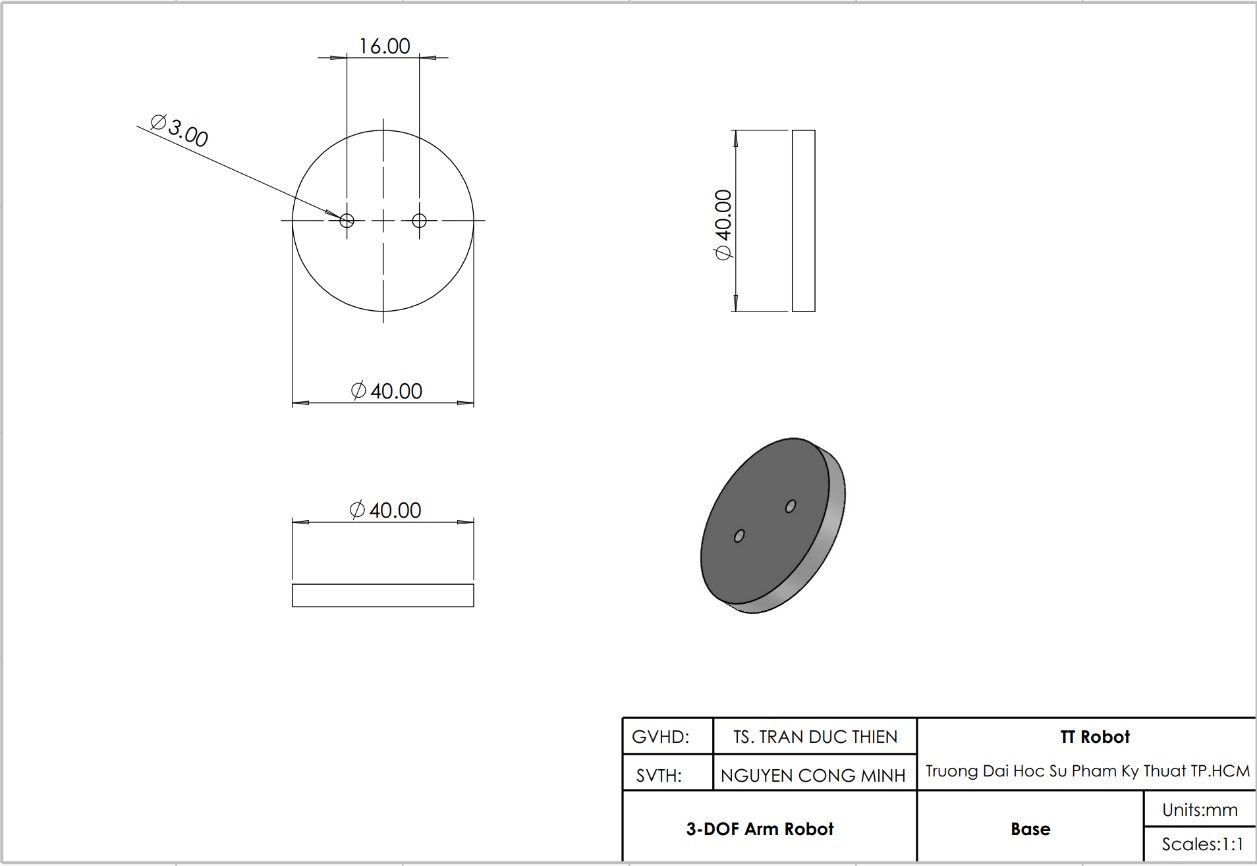 16.00
∅3.00
∅40.00
∅40.00
∅40.00
GVHD: TS. TRAN DUC THIEN
TT Robot
SVTH: NGUYEN CONG MINH
Truong Dai Hoc Su Pham Ky Thuat TP.HCM
3-DOF Arm Robot
Base
Units:mm
Scales:1:1